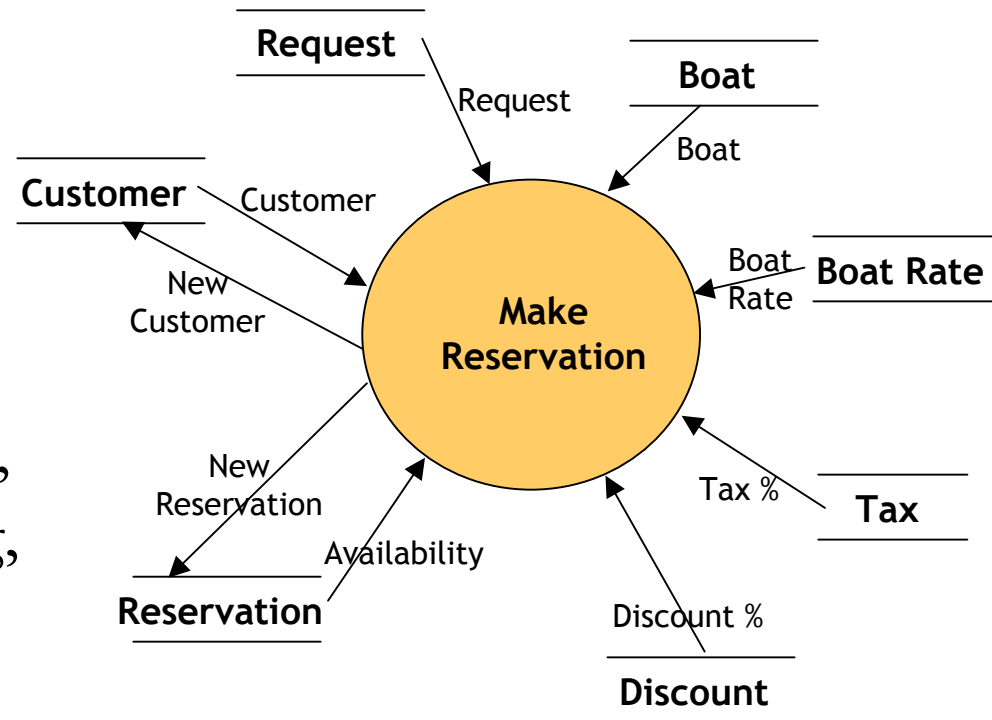 Request
Request
Boat
Boat
Customer
Customer
New
Customer
Boat
Rate
Boat Rate
Make
Reservation
,
New
Reservation
Tax %
Tax
,
Availability
Reservation
Discount %
Discount